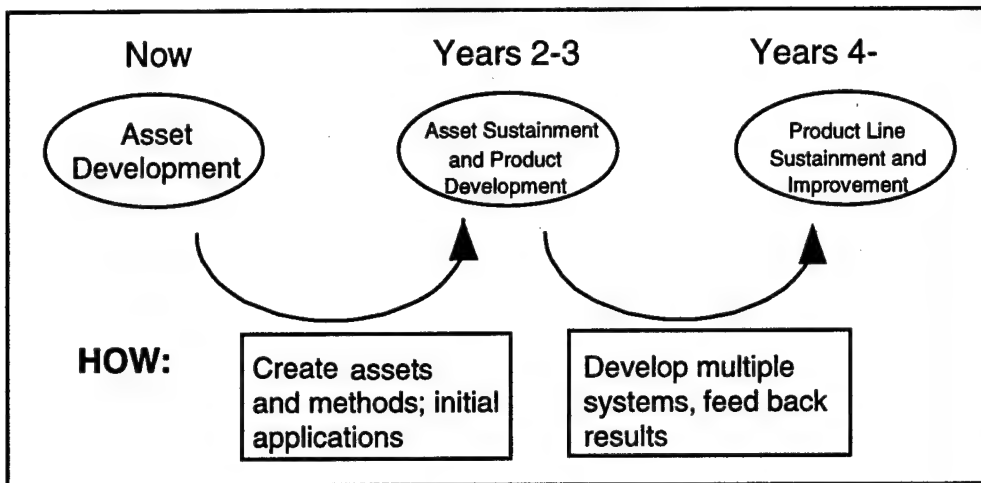 Now
Years 2-3
Years 4-
Asset
Development
Asset Sustainment
and Product
Development
Product Line
Sustainment and
Improvement
HOW:
Create assets
and methods; initial
applications
Develop multiple
systems, feed back
results